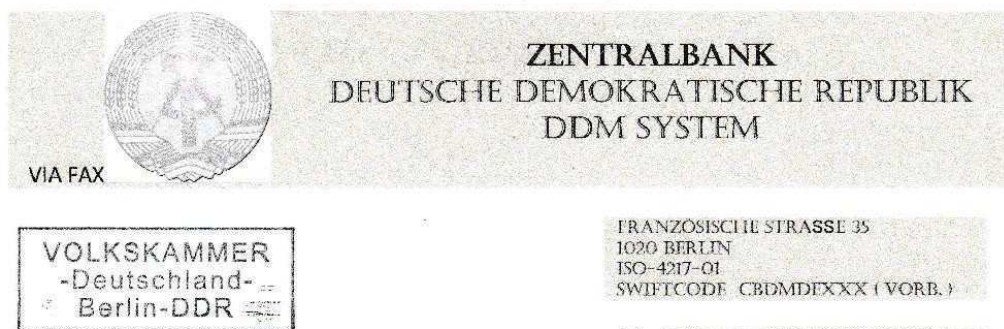 ZENTRALBANK
DEUTSCHE DEMOKRATISCHE REPUBLIK
DDM SYSTEM
VIA FAX
VOLKSKAMMER
-Deutschland-
Berlin-DDR
FRANZÖSISCHE STRASSE 35
1020 BERLIN
ISO-4217-01
SWIFTCODE CBDMDEXXX ( VORB. )